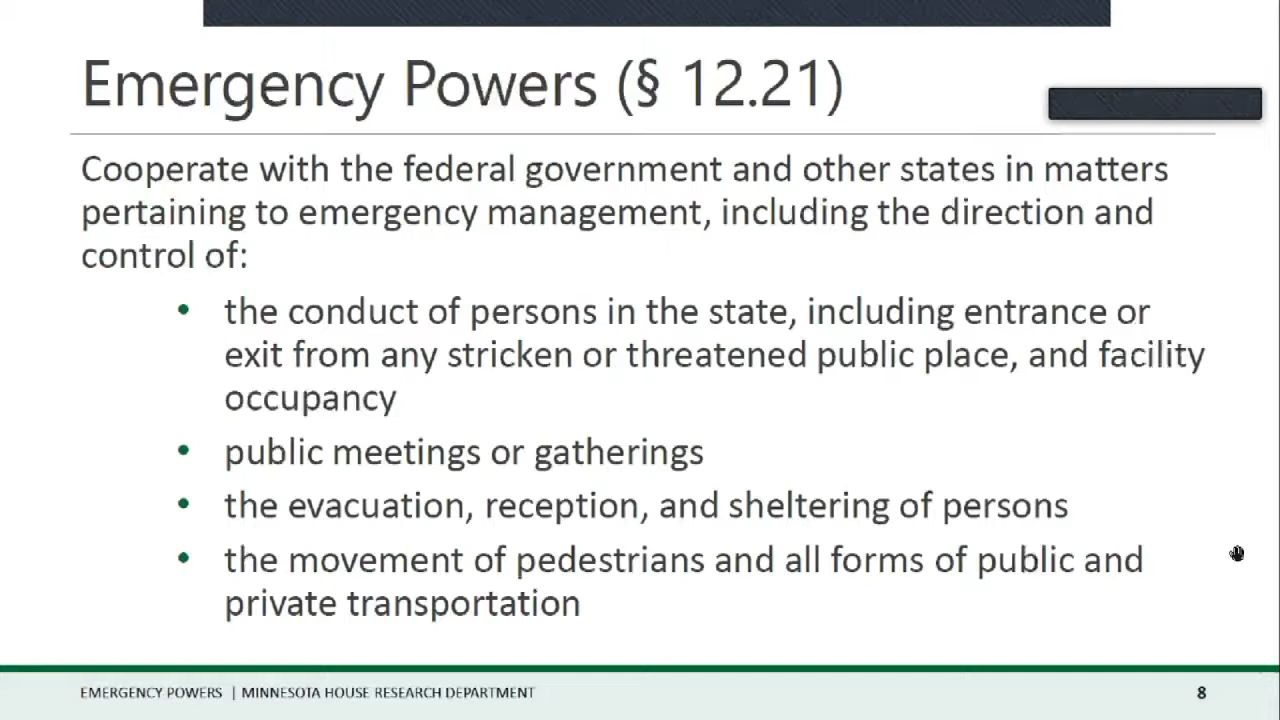 Emergency Powers (§ 12.21)
Cooperate with the federal government and other states in matters
pertaining to emergency management, including the direction and
control of:
• the conduct of persons in the state, including entrance or
exit from any stricken or threatened public place, and facility
occupancy
• public meetings or gatherings
• the evacuation, reception, and sheltering of persons
• the movement of pedestrians and all forms of public and
private transportation
EMERGENCY POWERS | MINNESOTA HOUSE RESEARCH DEPARTMENT 8